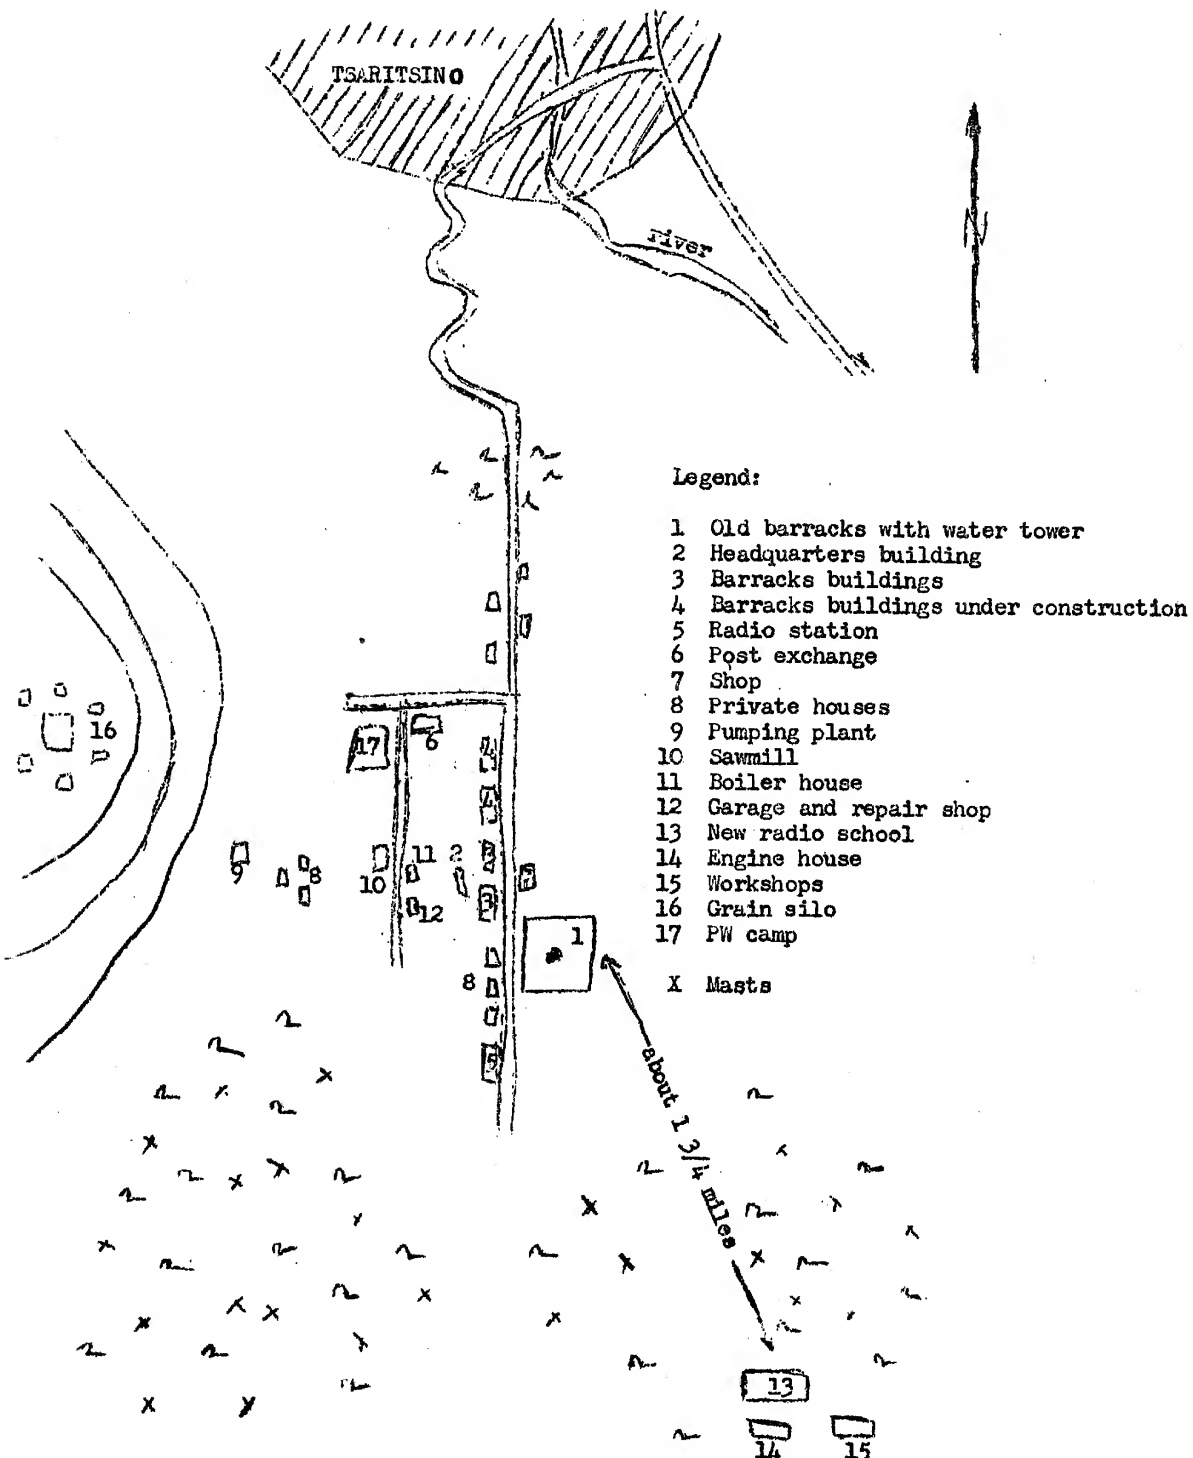 TSARITSINO
river
N
Legend:
1 Old barracks with water tower
2 Headquarters building
3 Barracks buildings
4 Barracks buildings under construction
5 Radio station
6 Post exchange
7 Shop
8 Private houses
9 Pumping plant
10 Sawmill
11 Boiler house
12 Garage and repair shop
13 New radio school
14 Engine house
15 Workshops
16 Grain silo
17 PW camp
X Masts
16
17
6
4
4
9
8
10
11
2
3
7
12
3
1
8
5
about 1 3/4 miles
13
14
15